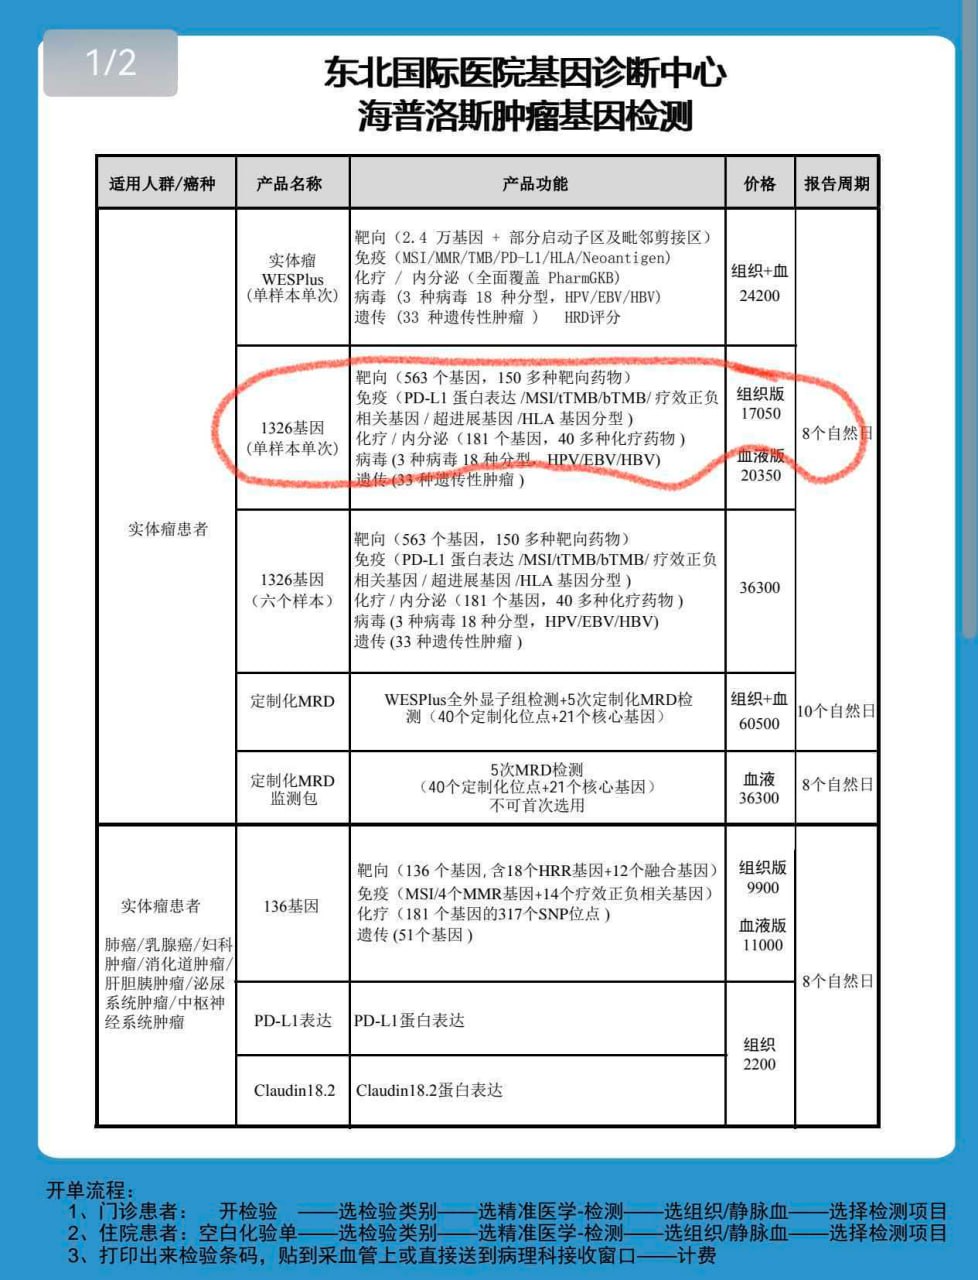 1/2
东北国际医院基因诊断中心
海普洛斯肿瘤基因检测
适用人群/癌种
产品名称
产品功能
价格
报告周期
实体瘤患者
实体瘤
WESPlus
(单样本单次)
靶向（2.4 万基因 + 部分启动子区及毗邻剪接区）
免疫（MSI/MMR/TMB/PD-L1/HLA/Neoantigen)
化疗 / 内分泌（全面覆盖 PharmGKB)
病毒（3 种病毒 18 种分型，HPV/EBV/HBV)
遗传（33 种遗传性肿瘤 ） HRD评分
组织+血
24200
1326基因
(单样本单次)
靶向（563 个基因，150 多种靶向药物）
免疫（PD-L1 蛋白表达 /MSI/tTMB/bTMB/ 疗效正负
相关基因 / 超进展基因 /HLA 基因分型 )
化疗 / 内分泌（181 个基因，40 多种化疗药物 )
病毒 (3 种病毒 18 种分型，HPV/EBV/HBV)
遗传 (33 种遗传性肿瘤 )
组织版
17050
血液版
20350
8个自然日
1326基因
（六个样本）
靶向（563 个基因，150 多种靶向药物）
免疫（PD-L1 蛋白表达 /MSI/tTMB/bTMB/ 疗效正负
相关基因 / 超进展基因 /HLA 基因分型 )
化疗 / 内分泌（181 个基因，40 多种化疗药物 )
病毒 (3 种病毒 18 种分型，HPV/EBV/HBV)
遗传 (33 种遗传性肿瘤 )
36300
定制化MRD
WESPlus全外显子组检测+5次定制化MRD检
测（40个定制化位点+21个核心基因）
组织+血
60500
10个自然日
定制化MRD
监测包
5次MRD检测
（40个定制化位点+21个核心基因）
不可首次选用
血液
36300
8个自然日
实体瘤患者
肺癌/乳腺癌/妇科
肿瘤/消化道肿瘤/
肝胆胰肿瘤/泌尿
系统肿瘤/中枢神
经系统肿瘤
136基因
靶向（136 个基因, 含18个HRR基因+12个融合基因）
免疫（MSI/4个MMR基因+14个疗效正负相关基因）
化疗（181 个基因的317个SNP位点 )
遗传（51个基因 )
组织版
9900
血液版
11000
8个自然日
PD-L1表达
PD-L1蛋白表达
组织
2200
Claudin18.2
Claudin18.2蛋白表达
开单流程：
1、门诊患者： 开检验 ——选检验类别——选精准医学-检测——选组织/静脉血——选择检测项目
2、住院患者：空白化验单——选检验类别——选精准医学-检测——选组织/静脉血——选择检测项目
3、打印出来检验条码，贴到采血管上或直接送到病理科接收窗口——计费